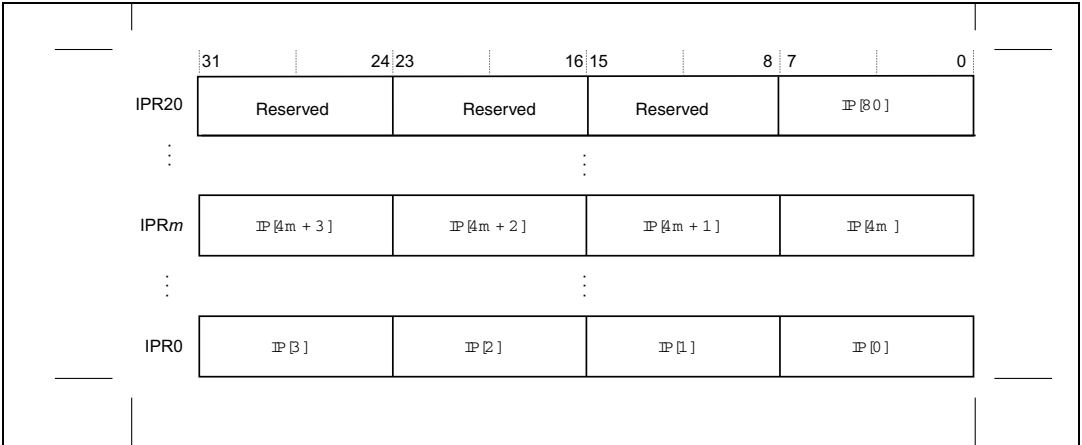 31 24 23 16 15 8 7 0
IPR20 Reserved Reserved Reserved IP[80]
IPRm IP[4m + 3] IP[4m + 2] IP[4m + 1] IP[4m]
IPR0 IP[3] IP[2] IP[1] IP[0]